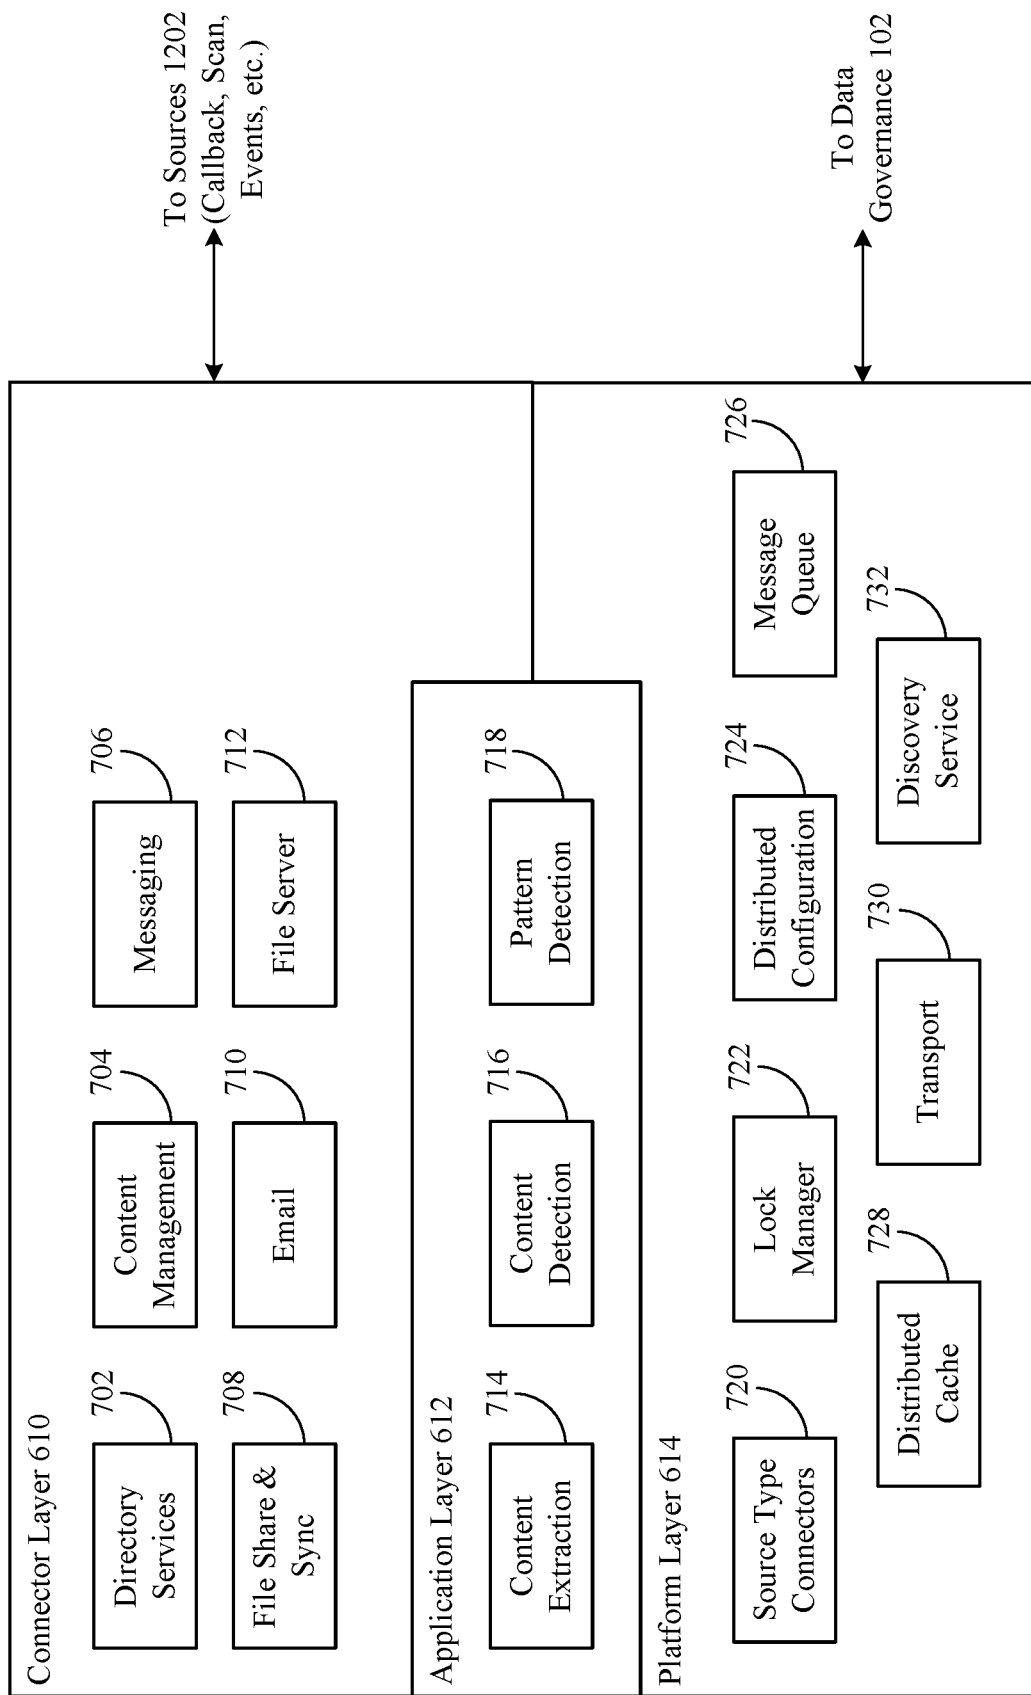 Connector Layer 610
702
Directory
Services
704
Content
Management
706
Messaging
708
File Share &
Sync
710
Email
712
File Server
To Sources 1202
(Callback, Scan,
Events, etc.)
Application Layer 612
714
Content
Extraction
716
Content
Detection
718
Pattern
Detection
Platform Layer 614
720
Source Type
Connectors
722
Lock
Manager
724
Distributed
Configuration
726
Message
Queue
728
Distributed
Cache
730
Transport
732
Discovery
Service
To Data
Governance 102